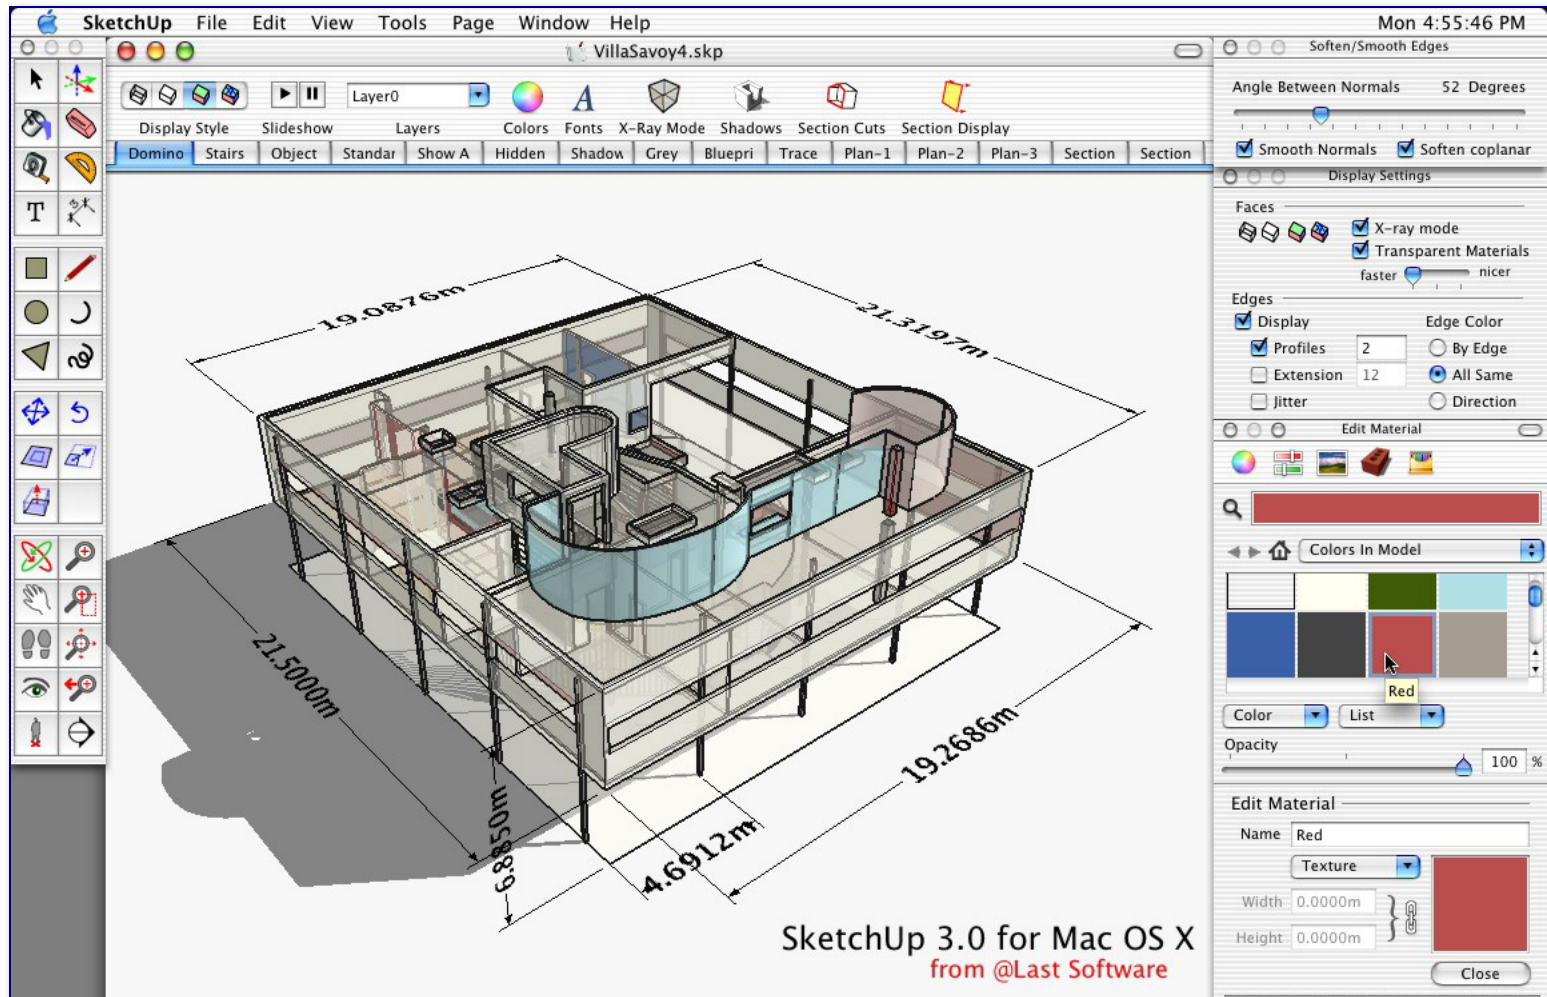 SketchUp File Edit View Tools Page Window Help
Mon 4:55:46 PM
VillaSavoy4.skp
Layer0
Display Style Slideshow Layers Colors Fonts X-Ray Mode Shadows Section Cuts Section Display
Domino Stairs Object Standar Show A Hidden Shadow Grey Bluepri Trace Plan-1 Plan-2 Plan-3 Section Section
T
19.0876m
21.3197m
21.5000m
6.8850m
4.6912m
19.2686m
SketchUp 3.0 for Mac OS X
from @Last Software
Soften/Smooth Edges
Angle Between Normals 52 Degrees
Smooth Normals Soften coplanar
Display Settings
Faces
X-ray mode
Transparent Materials
faster nicer
Edges
Display Edge Color
Profiles 2 By Edge
Extension 12 All Same
Jitter Direction
Edit Material
Colors In Model
Red
Color List
Opacity
100 %
Edit Material
Name Red
Texture
Width 0.0000m
Height 0.0000m
Close